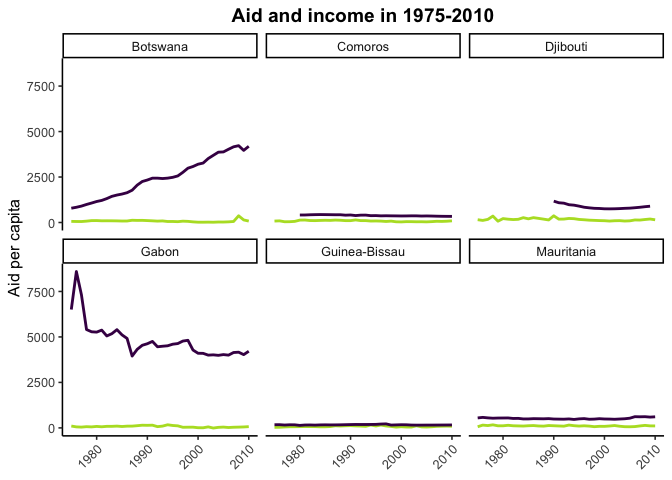 Aid and income in 1975-2010
Botswana
Comoros
Djibouti
7500
5000
2500
0
Gabon
Guinea-Bissau
Mauritania
7500
5000
2500
0
Aid per capita
1980 1990 2000 2010
1980 1990 2000 2010
1980 1990 2000 2010